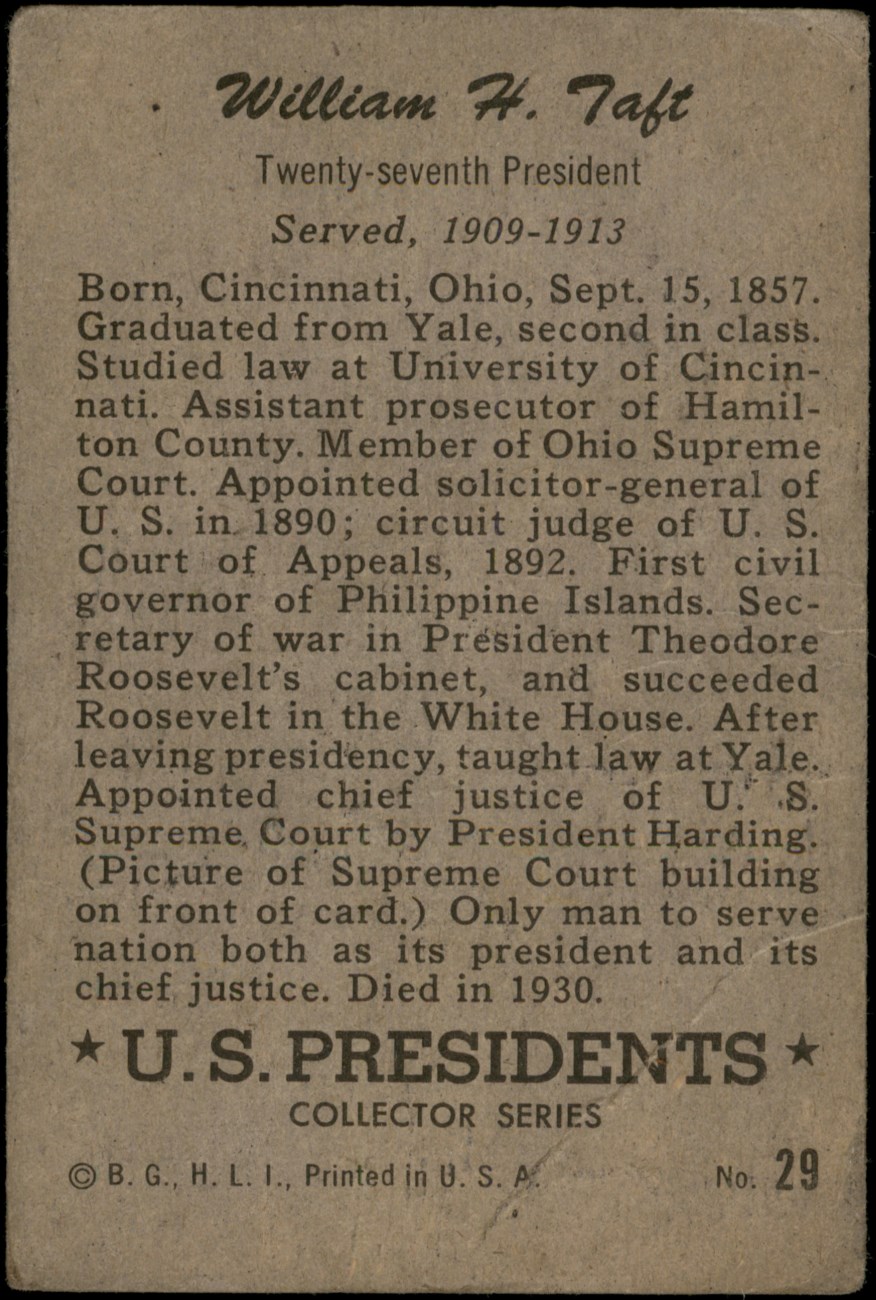 William H. Taft
Twenty-seventh President
Served, 1909-1913
Born, Cincinnati, Ohio, Sept. 15, 1857.
Graduated from Yale, second in class.
Studied law at University of Cincin-
nati. Assistant prosecutor of Hamil-
ton County. Member of Ohio Supreme
Court. Appointed solicitor-general of
U. S. in 1890; circuit judge of U. S.
Court of Appeals, 1892. First civil
governor of Philippine Islands. Sec-
retary of war in President Theodore
Roosevelt's cabinet, and succeeded
Roosevelt in the White House. After
leaving presidency, taught law at Yale.
Appointed chief justice of U. S.
Supreme Court by President Harding.
(Picture of Supreme Court building
on front of card.) Only man to serve
nation both as its president and its
chief justice. Died in 1930.
★ U.S. PRESIDENTS ★
COLLECTOR SERIES
© B. G., H. L. I., Printed in U. S. A. No. 29